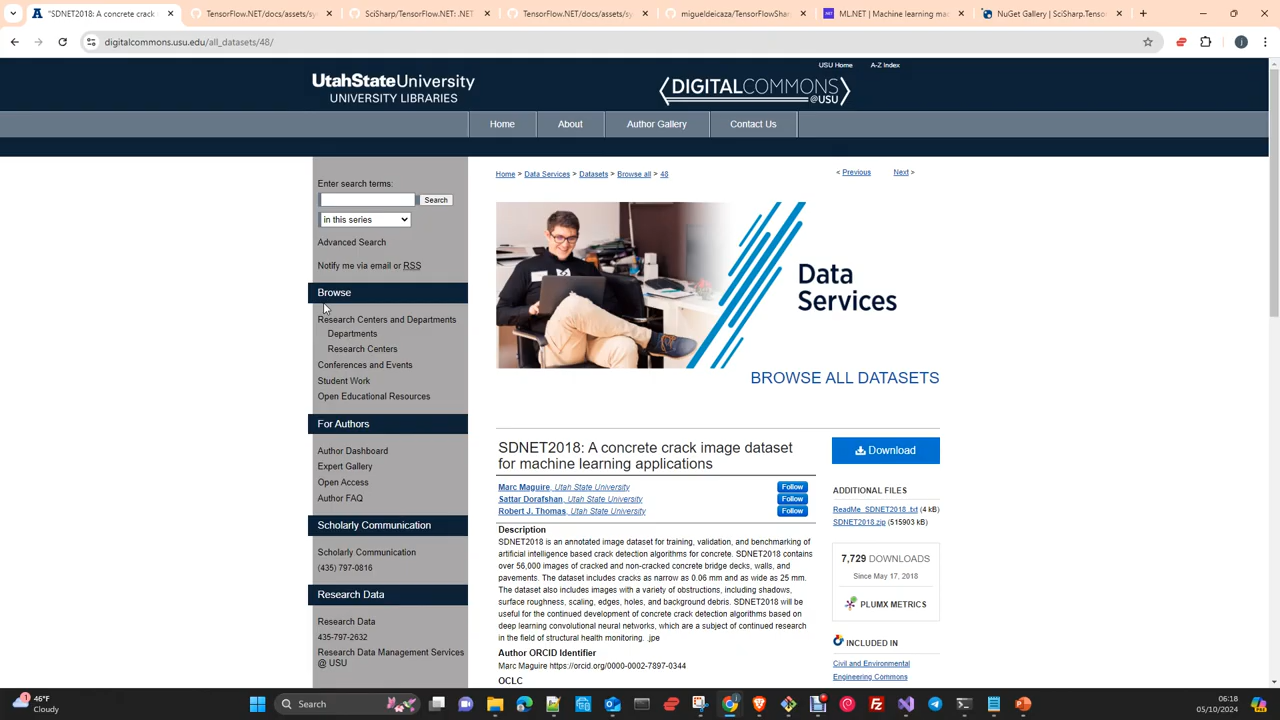 "SDNET2018: A concrete crack
TensorFlow.NET/docs/assets/sy
SciSharp/TensorFlow.NET: .NET
TensorFlow.NET/docs/assets/sy
migueldeicaza/TensorFlowShar
ML.NET | Machine learning ma
NuGet Gallery | SciSharp.Tenso
digitalcommons.usu.edu/all_datasets/48/
USU Home A-Z Index
UtahStateUniversity
UNIVERSITY LIBRARIES
DIGITALCOMMONS
@USU
Home About Author Gallery Contact Us
Enter search terms:
Search
in this series
Advanced Search
Notify me via email or RSS
Browse
Research Centers and Departments
Departments
Research Centers
Conferences and Events
Student Work
Open Educational Resources
For Authors
Author Dashboard
Expert Gallery
Open Access
Author FAQ
Scholarly Communication
Scholarly Communication
(435) 797-0816
Research Data
Research Data
435-797-2632
Research Data Management Services
@ USU
Home > Data Services > Datasets > Browse all > 48
< Previous Next >
Data
Services
BROWSE ALL DATASETS
SDNET2018: A concrete crack image dataset
for machine learning applications
Marc Maguire, Utah State University Follow
Sattar Dorafshan, Utah State University Follow
Robert J. Thomas, Utah State University Follow
Description
SDNET2018 is an annotated image dataset for training, validation, and benchmarking of
artificial intelligence based crack detection algorithms for concrete. SDNET2018 contains
over 56,000 images of cracked and non-cracked concrete bridge decks, walls, and
pavements. The dataset includes cracks as narrow as 0.06 mm and as wide as 25 mm.
The dataset also includes images with a variety of obstructions, including shadows,
surface roughness, scaling, edges, holes, and background debris. SDNET2018 will be
useful for the continued development of concrete crack detection algorithms based on
deep learning convolutional neural networks, which are a subject of continued research
in the field of structural health monitoring. .jpe
Author ORCID Identifier
Marc Maguire https://orcid.org/0000-0002-7897-0344
OCLC
Download
ADDITIONAL FILES
ReadMe_SDNET2018_.txt (4 kB)
SDNET2018.zip (515903 kB)
7,729 DOWNLOADS
Since May 17, 2018
PLUMX METRICS
INCLUDED IN
Civil and Environmental
Engineering Commons
46°F
Cloudy
Search
06:18
05/10/2024